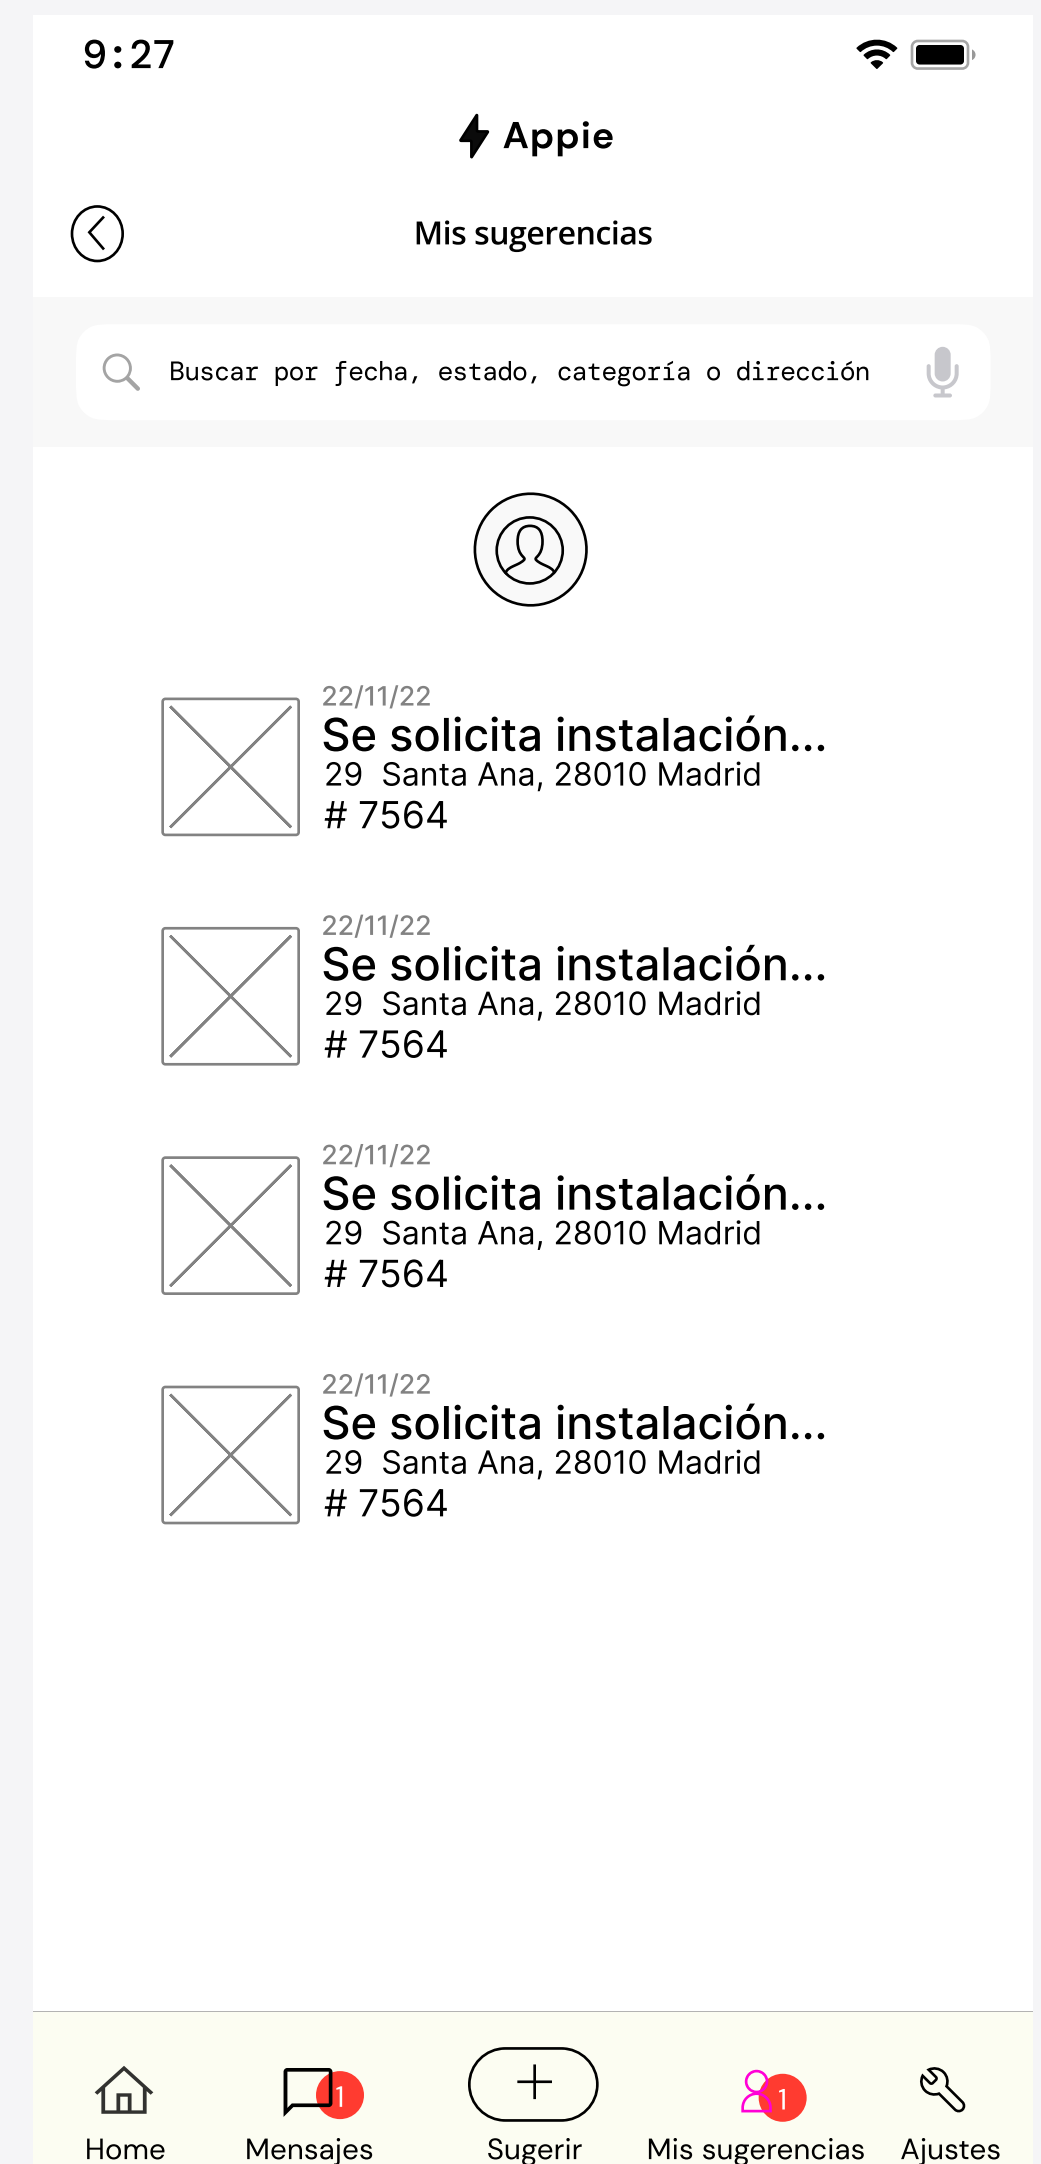 9:27
Appie
Mis sugerencias
Buscar por fecha, estado, categoría o dirección
22/11/22
Se solicita instalación...
29 Santa Ana, 28010 Madrid
# 7564
22/11/22
Se solicita instalación...
29 Santa Ana, 28010 Madrid
# 7564
22/11/22
Se solicita instalación...
29 Santa Ana, 28010 Madrid
# 7564
22/11/22
Se solicita instalación...
29 Santa Ana, 28010 Madrid
# 7564
1 1
Home Mensajes Sugerir Mis sugerencias Ajustes